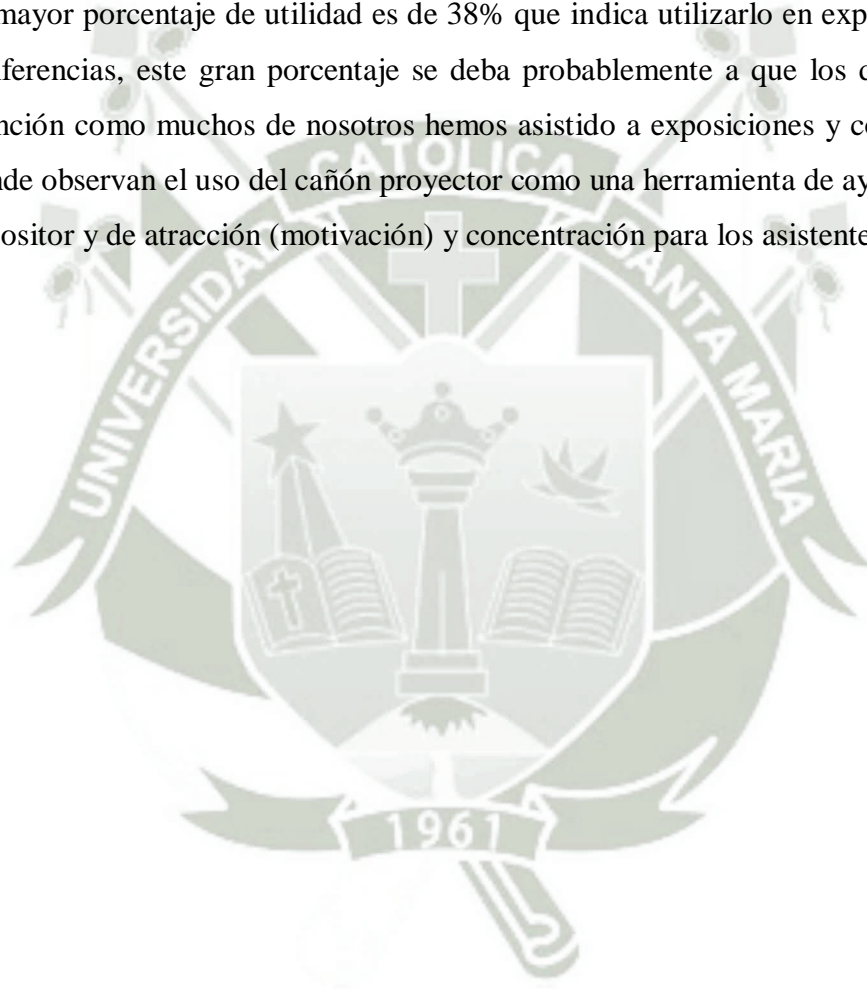 mayor porcentaje de utilidad es de 38% que indica utilizarlo en exp
ferencias, este gran porcentaje se deba probablemente a que los d
nción como muchos de nosotros hemos asistido a exposiciones y c
nde observan el uso del cañón proyector como una herramienta de ay
ositor y de atracción (motivación) y concentración para los asistente
UNIVERSIDAD CATOLICA SANTA MARIA
1961